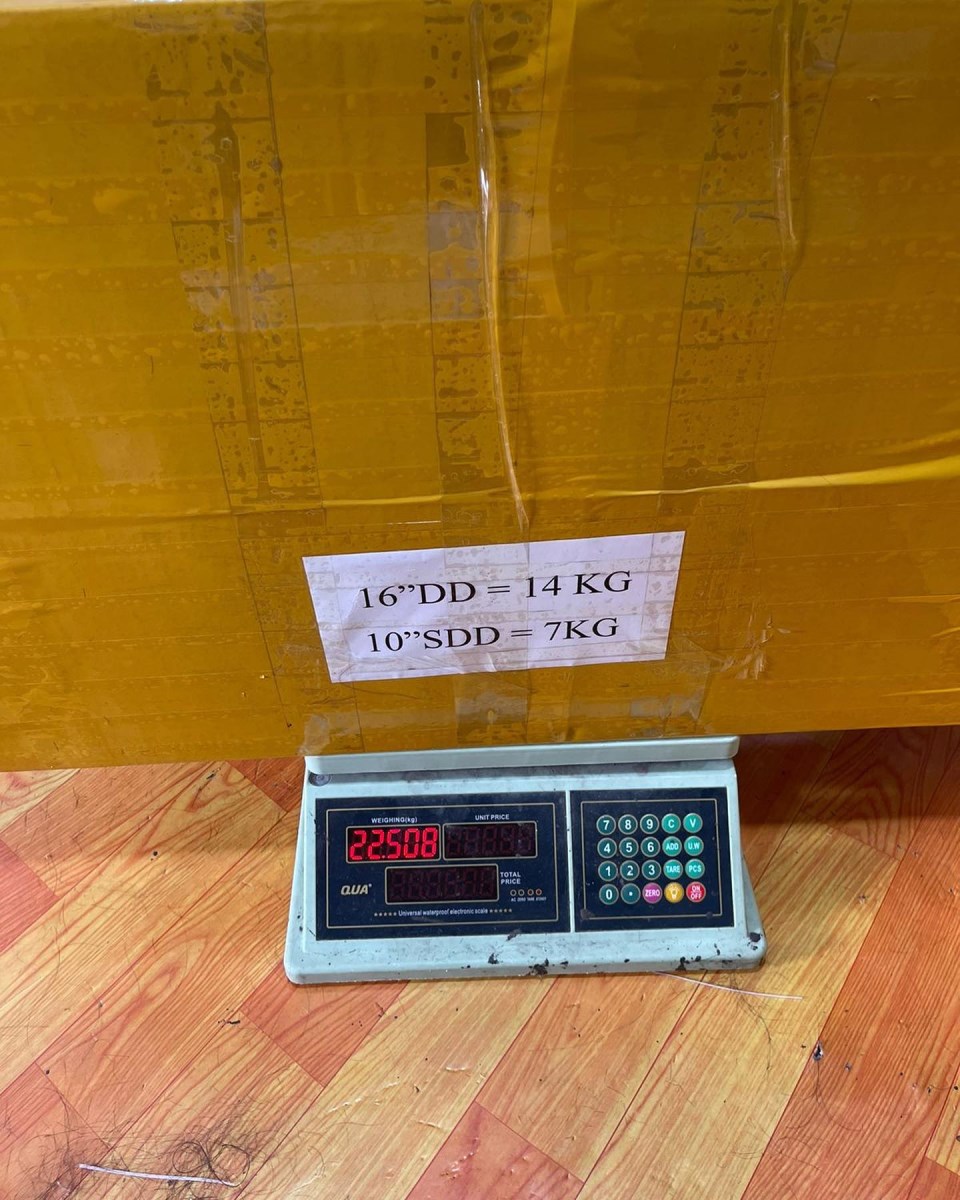 16”DD = 14 KG
10”SDD = 7KG
WEIGHING(kg)
UNIT PRICE
22.508
TOTAL
PRICE
QUA
★★★★★ Universal waterproof electronic scale ★★★★★
7 8 9 C V
4 5 6 ADD U.W
1 2 3 TARE PCS
0 • ZERO ON OFF